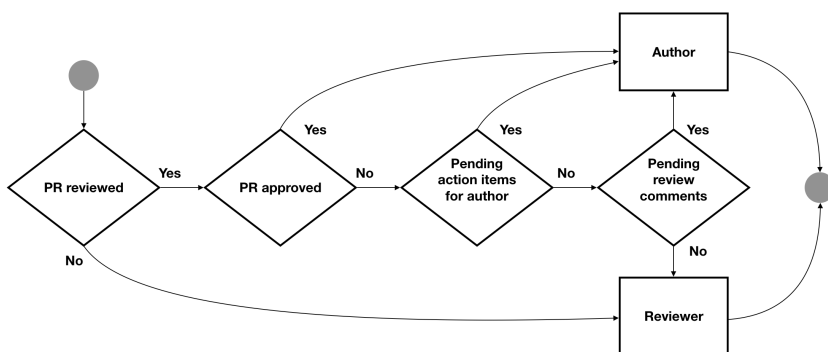 Author
Yes
Yes
Yes
PR reviewed
Yes
PR approved
No
Pending
action items
for author
No
Pending
review
comments
No
No
Reviewer